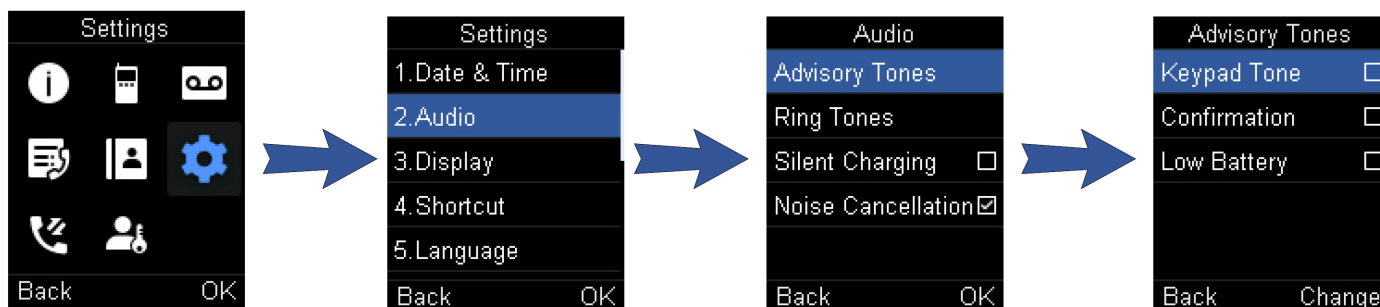 Settings
Back OK
Settings
1.Date & Time
2.Audio
3.Display
4.Shortcut
5.Language
Back OK
Audio
Advisory Tones
Ring Tones
Silent Charging
Noise Cancellation
Back OK
Advisory Tones
Keypad Tone
Confirmation
Low Battery
Back Change